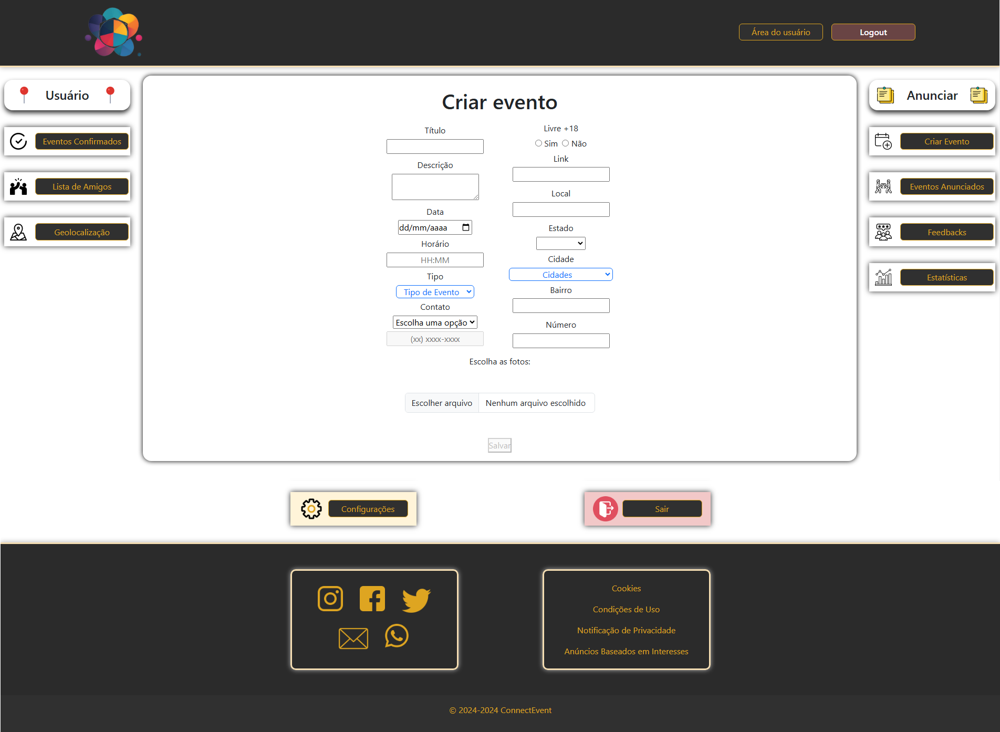 Área do usuário
Logout
Usuário
Eventos Confirmados
Lista de Amigos
Geolocalização
Criar evento
Título
Descrição
Data
dd/mm/aaaa
Horário
HH:MM
Tipo
Tipo de Evento
Contato
Escolha uma opção
(xx) xxxx-xxxx
Livre +18
Sim Não
Link
Local
Estado
Cidade
Cidades
Bairro
Número
Escolha as fotos:
Escolher arquivo Nenhum arquivo escolhido
Salvar
Anunciar
Criar Evento
Eventos Anunciados
Feedbacks
Estatísticas
Configurações
Sair
Cookies
Condições de Uso
Notificação de Privacidade
Anúncios Baseados em Interesses
© 2024-2024 ConnectEvent